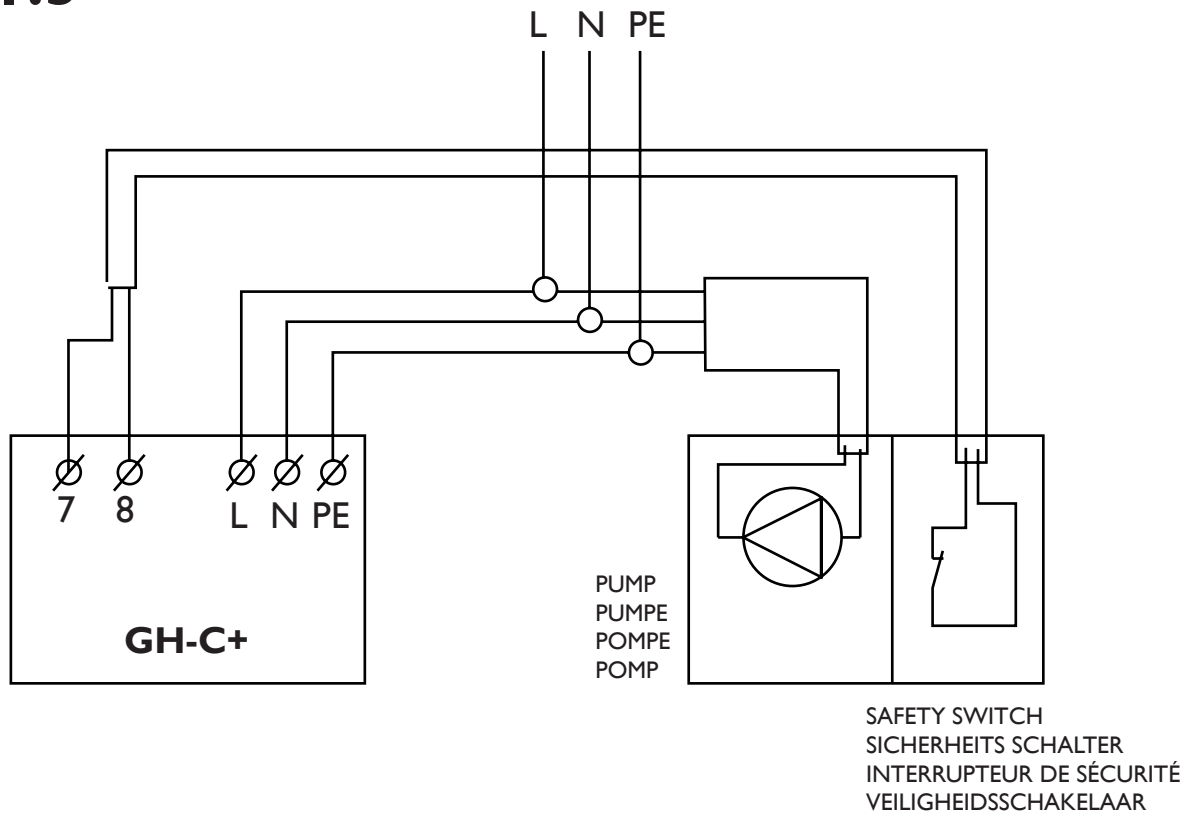 L N PE
7 8 L N PE
GH-C+
PUMP
PUMPE
POMPE
POMP
SAFETY SWITCH
SICHERHEITS SCHALTER
INTERRUPTEUR DE SÉCURITÉ
VEILIGHEIDSSCHAKELAAR